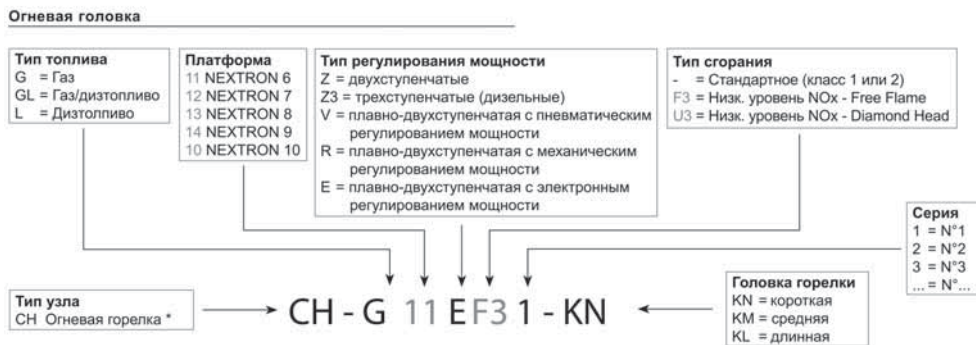 Огневая головка
Тип топлива
G = Газ
GL = Газ/дизтопливо
L = Дизтолпиво
Платформа
11 NEXTRON 6
12 NEXTRON 7
13 NEXTRON 8
14 NEXTRON 9
10 NEXTRON 10
Тип регулирования мощности
Z = двухступенчатые
Z3 = трехступенчатые (дизельные)
V = плавно-двухступенчатая с пневматическим
регулированием мощности
R = плавно-двухступенчатая с механическим
регулированием мощности
E = плавно-двухступенчатая с электронным
регулированием мощности
Тип сгорания
- = Стандартное (класс 1 или 2)
F3 = Низк. уровень NOx - Free Flame
U3 = Низк. уровень NOx - Diamond Head
Серия
1 = N°1
2 = N°2
3 = N°3
... = N°...
Тип узла
CH Огневая горелка *
CH - G 11 E F3 1 - KN
Головка горелки
KN = короткая
KM = средняя
KL = длинная